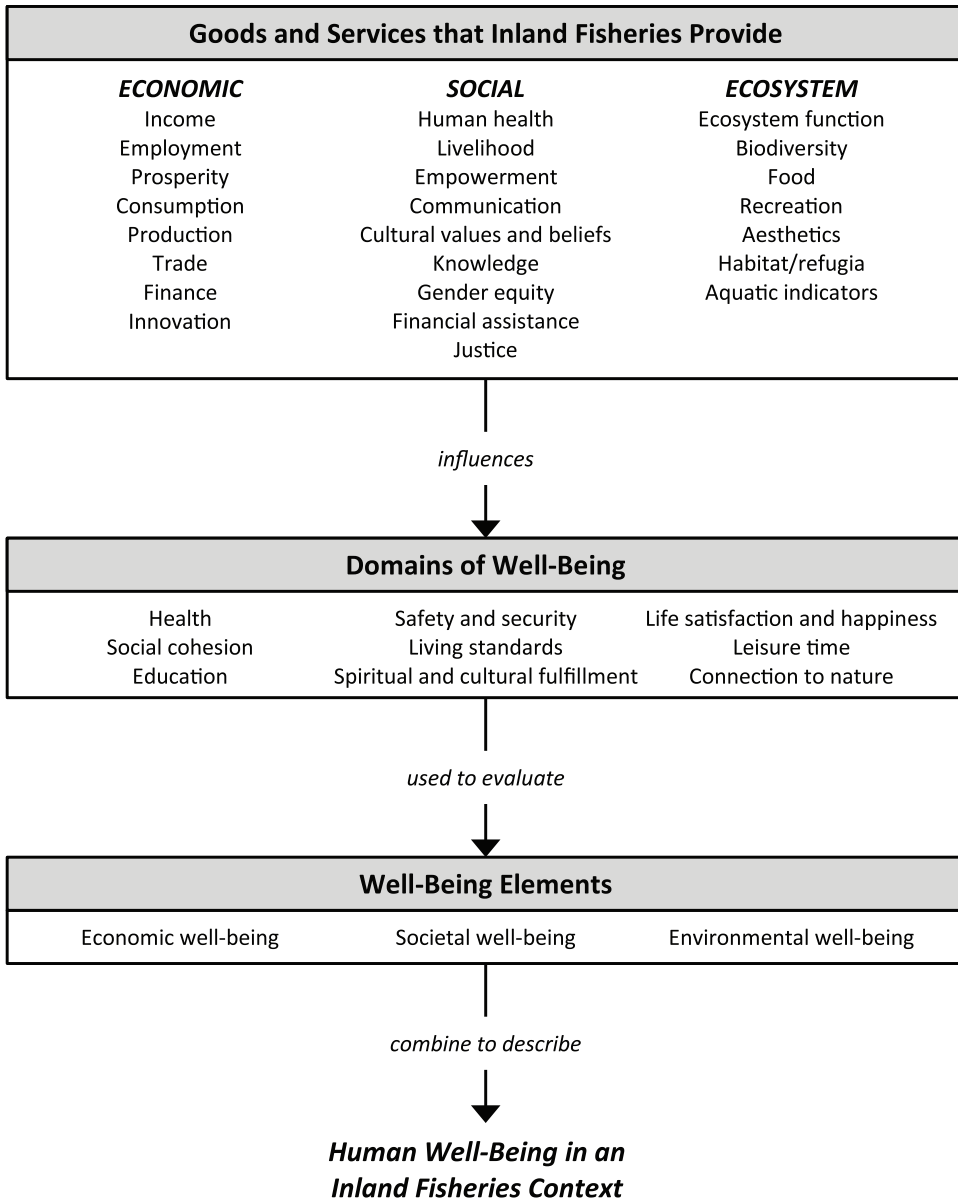 Goods and Services that Inland Fisheries Provide
ECONOMIC
Income
Employment
Prosperity
Consumption
Production
Trade
Finance
Innovation
SOCIAL
Human health
Livelihood
Empowerment
Communication
Cultural values and beliefs
Knowledge
Gender equity
Financial assistance
Justice
ECOSYSTEM
Ecosystem function
Biodiversity
Food
Recreation
Aesthetics
Habitat/refugia
Aquatic indicators
influences
Domains of Well-Being
Health
Social cohesion
Education
Safety and security
Living standards
Spiritual and cultural fulfillment
Life satisfaction and happiness
Leisure time
Connection to nature
used to evaluate
Well-Being Elements
Economic well-being
Societal well-being
Environmental well-being
combine to describe
Human Well-Being in an
Inland Fisheries Context